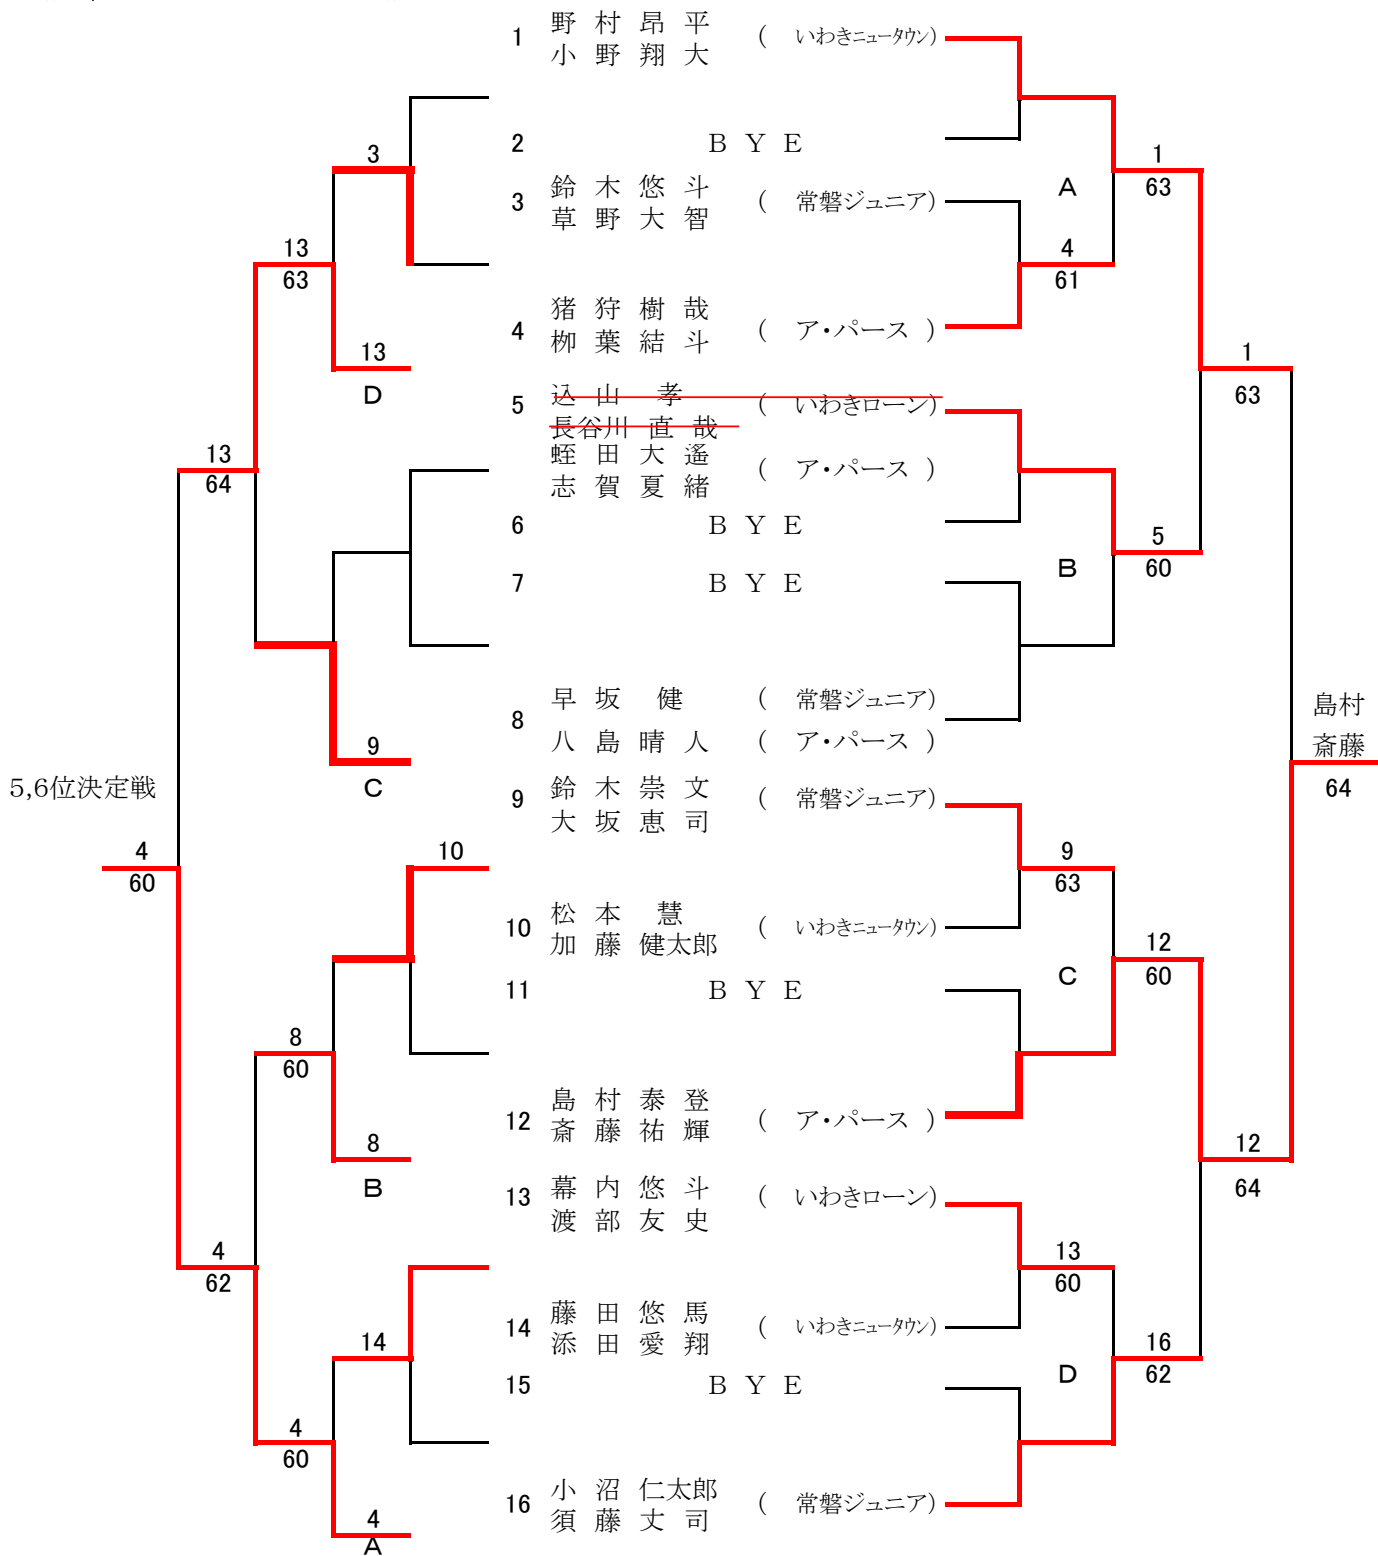 1 野村昂平 ( いわきニュータウン)
小野翔大
2 BYE
3 鈴木悠斗 ( 常磐ジュニア)
草野大智
4 猪狩樹哉 ( ア・パース )
栁葉結斗
5 込山 孝 ( いわきローン)
長谷川直哉
蛭田大遙 ( ア・パース )
志賀夏緒
6 BYE
7 BYE
8 早坂 健 ( 常磐ジュニア)
八島晴人 ( ア・パース )
9 鈴木崇文 ( 常磐ジュニア)
大坂恵司
10 松本 慧 ( いわきニュータウン)
加藤健太郎
11 BYE
12 島村泰登 ( ア・パース )
斎藤祐輝
13 幕内悠斗 ( いわきローン)
渡部友史
14 藤田悠馬 ( いわきニュータウン)
添田愛翔
15 BYE
16 小沼仁太郎 ( 常磐ジュニア)
須藤丈司
3
13
63
13
D
13
64
9
C
5,6位決定戦
4
60
10
8
60
8
B
4
62
14
4
60
4
A
A
1
63
4
61
1
63
B
5
60
9
63
C
12
60
12
64
13
60
D
16
62
島村
斎藤
64